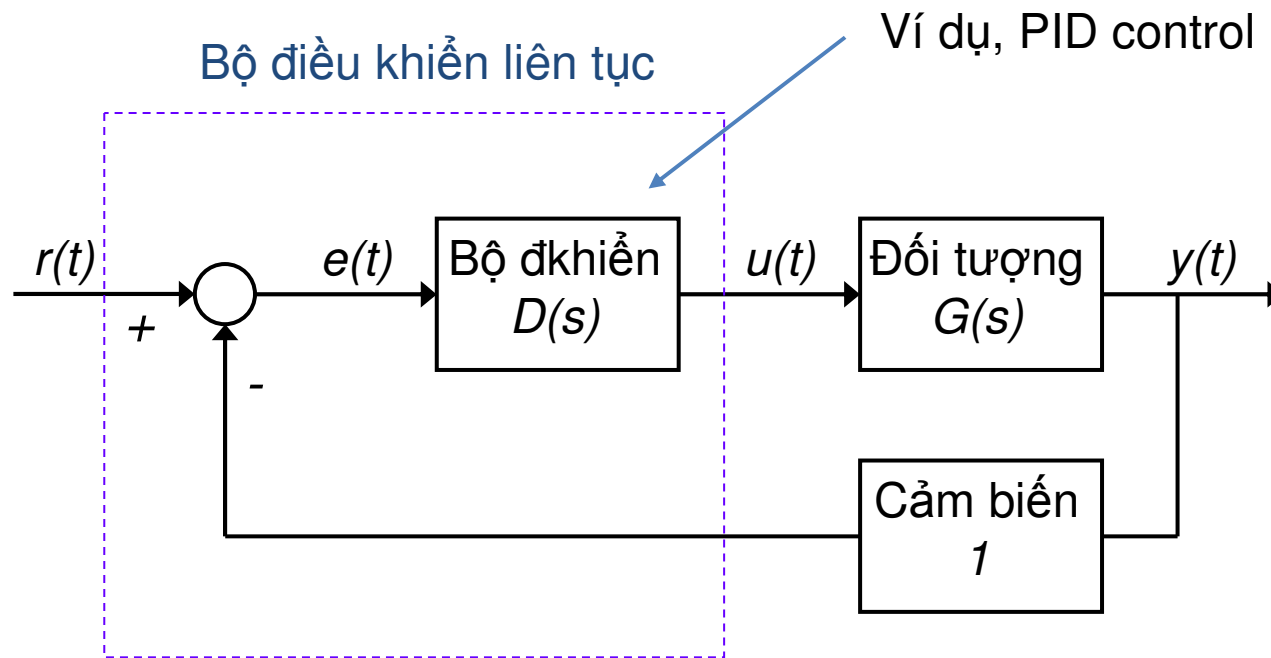 Ví dụ, PID control
Bộ điều khiển liên tục
r(t)
+
-
e(t)
Bộ đkhiển
D(s)
u(t)
Đối tượng
G(s)
y(t)
Cảm biến
1